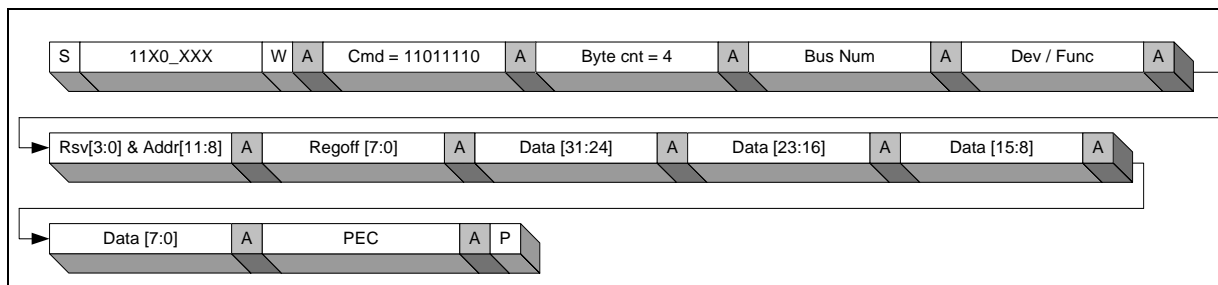 S 11X0_XXX W A Cmd = 11011110 A Byte cnt = 4 A Bus Num A Dev / Func A
Rsv[3:0] & Addr[11:8] A Regoff [7:0] A Data [31:24] A Data [23:16] A Data [15:8] A
Data [7:0] A PEC A P